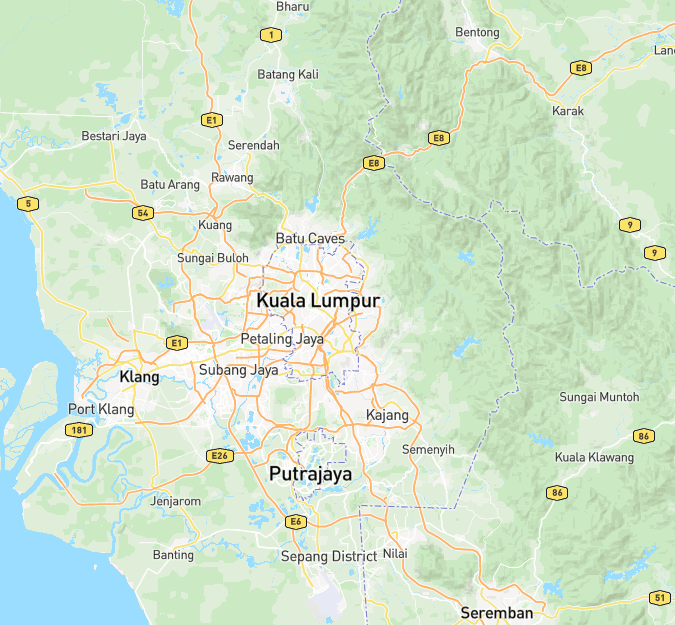 Bharu
1
Bentong
E8
Lan
Batang Kali
Karak
E1
Bestari Jaya
Serendah
E8
E8
Batu Arang
Rawang
5
54
Kuang
9
Batu Caves
9
Sungai Buloh
Kuala Lumpur
E1
Petaling Jaya
Klang
Subang Jaya
Sungai Muntoh
Port Klang
Kajang
181
86
Semenyih
E26
Kuala Klawang
Putrajaya
86
Jenjarom
E6
Banting
Sepang District
Nilai
51
Seremban